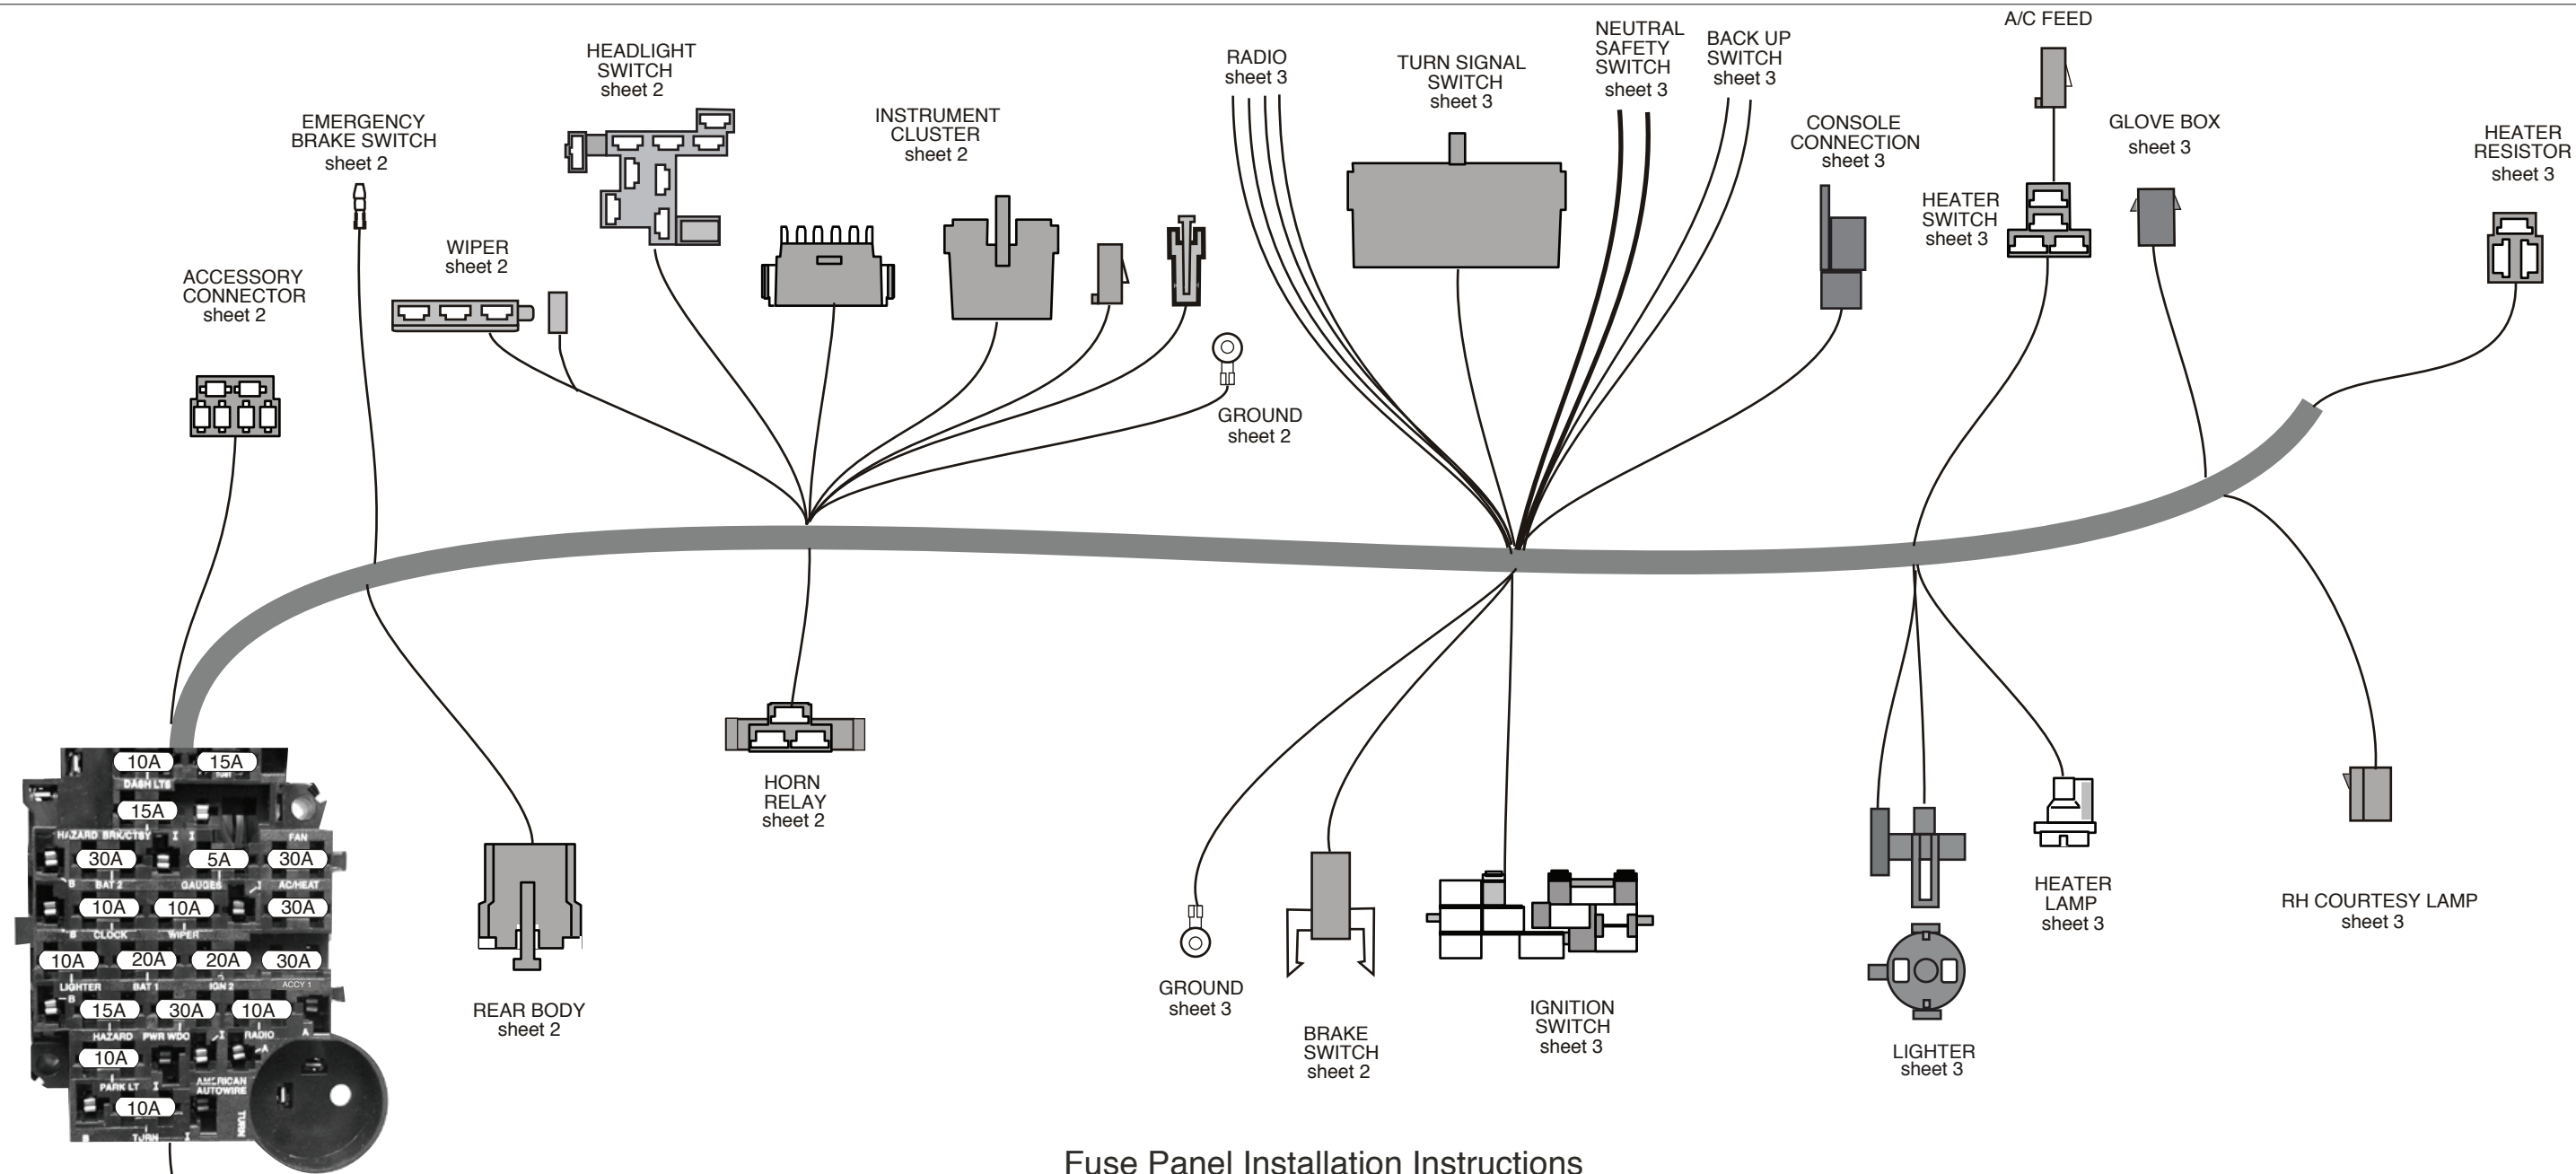 A/C FEED
NEUTRAL
SAFETY
SWITCH
sheet 3
BACK UP
SWITCH
sheet 3
HEADLIGHT
SWITCH
sheet 2
RADIO
sheet 3
TURN SIGNAL
SWITCH
sheet 3
EMERGENCY
BRAKE SWITCH
sheet 2
INSTRUMENT
CLUSTER
sheet 2
CONSOLE
CONNECTION
sheet 3
GLOVE BOX
sheet 3
HEATER
RESISTOR
sheet 3
HEATER
SWITCH
sheet 3
WIPER
sheet 2
ACCESSORY
CONNECTOR
sheet 2
GROUND
sheet 2
10A 15A
DASH LTS
15A
HAZARD BRK/CTSY I I FAN
30A 5A 30A
B BAT 2 GAUGES I AC/HEAT
10A 10A 30A
B CLOCK WIPER
10A 20A 20A 30A
LIGHTER BAT 1 IGN 2 ACCY 1
B
15A 30A 10A
HAZARD PWR WDO I RADIO A
10A A
PARK LT I AMERICAN
AUTOWIRE
10A
B TURN I
TURN
HORN
RELAY
sheet 2
REAR BODY
sheet 2
GROUND
sheet 3
BRAKE
SWITCH
sheet 2
IGNITION
SWITCH
sheet 3
LIGHTER
sheet 3
HEATER
LAMP
sheet 3
RH COURTESY LAMP
sheet 3
Fuse Panel Installation Instructions